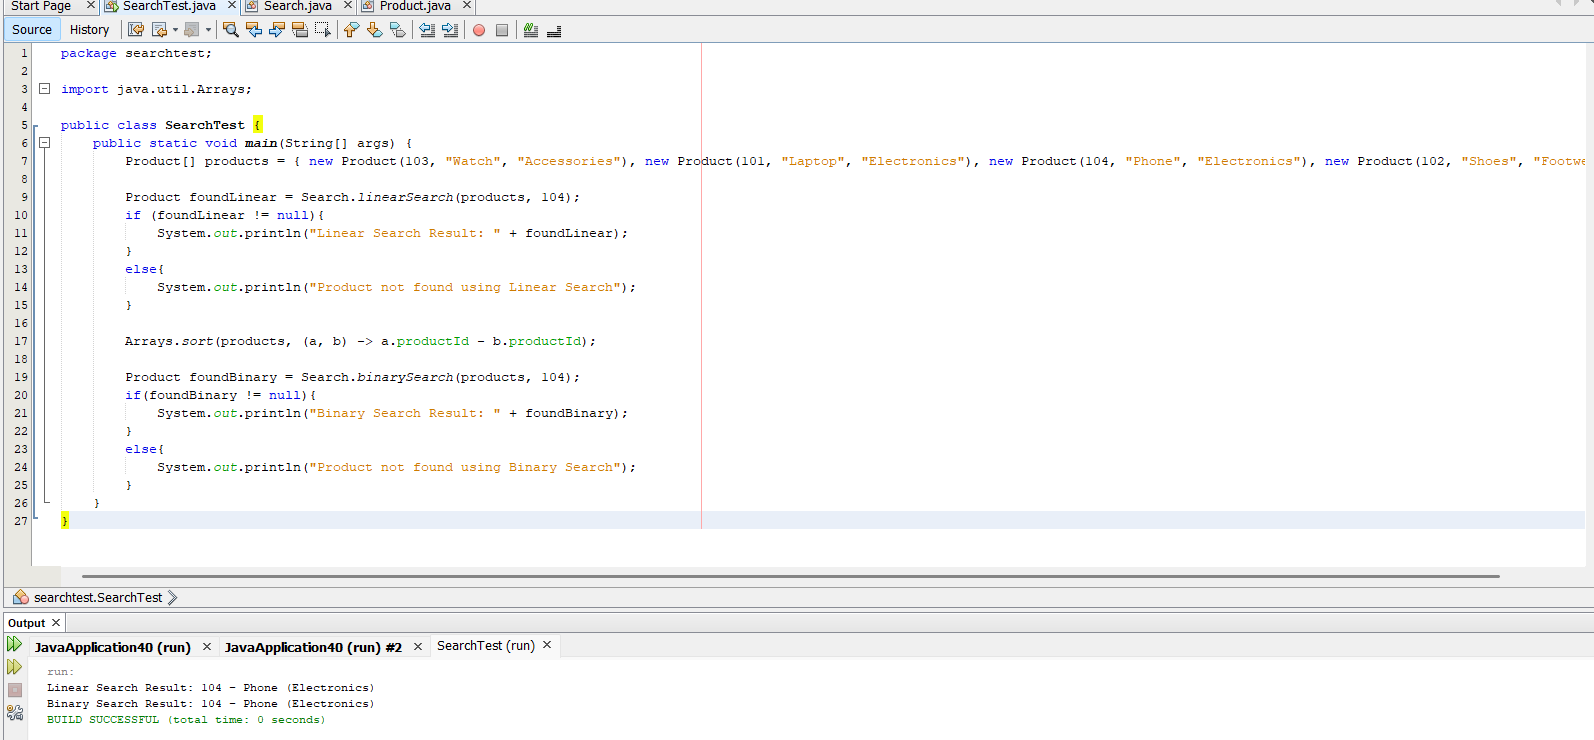 Start Page SearchTest.java Search.java Product.java
Source History
1 package searchtest;
2
3 import java.util.Arrays;
4
5 public class SearchTest {
6     public static void main(String[] args) {
7         Product[] products = { new Product(103, "Watch", "Accessories"), new Product(101, "Laptop", "Electronics"), new Product(104, "Phone", "Electronics"), new Product(102, "Shoes", "Footwe
8
9         Product foundLinear = Search.linearSearch(products, 104);
10         if (foundLinear != null){
11             System.out.println("Linear Search Result: " + foundLinear);
12         }
13         else{
14             System.out.println("Product not found using Linear Search");
15         }
16
17         Arrays.sort(products, (a, b) -> a.productId - b.productId);
18
19         Product foundBinary = Search.binarySearch(products, 104);
20         if(foundBinary != null){
21             System.out.println("Binary Search Result: " + foundBinary);
22         }
23         else{
24             System.out.println("Product not found using Binary Search");
25         }
26     }
27 }
searchtest.SearchTest
Output
JavaApplication40 (run) JavaApplication40 (run) #2 SearchTest (run)
run:
Linear Search Result: 104 - Phone (Electronics)
Binary Search Result: 104 - Phone (Electronics)
BUILD SUCCESSFUL (total time: 0 seconds)